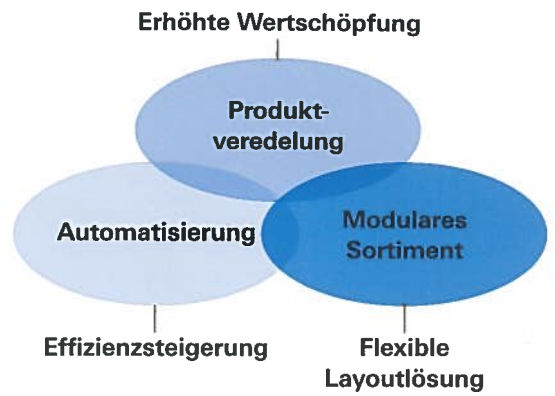 Erhöhte Wertschöpfung
Produkt-
veredelung
Automatisierung
Modulares
Sortiment
Effizienzsteigerung
Flexible
Layoutlösung